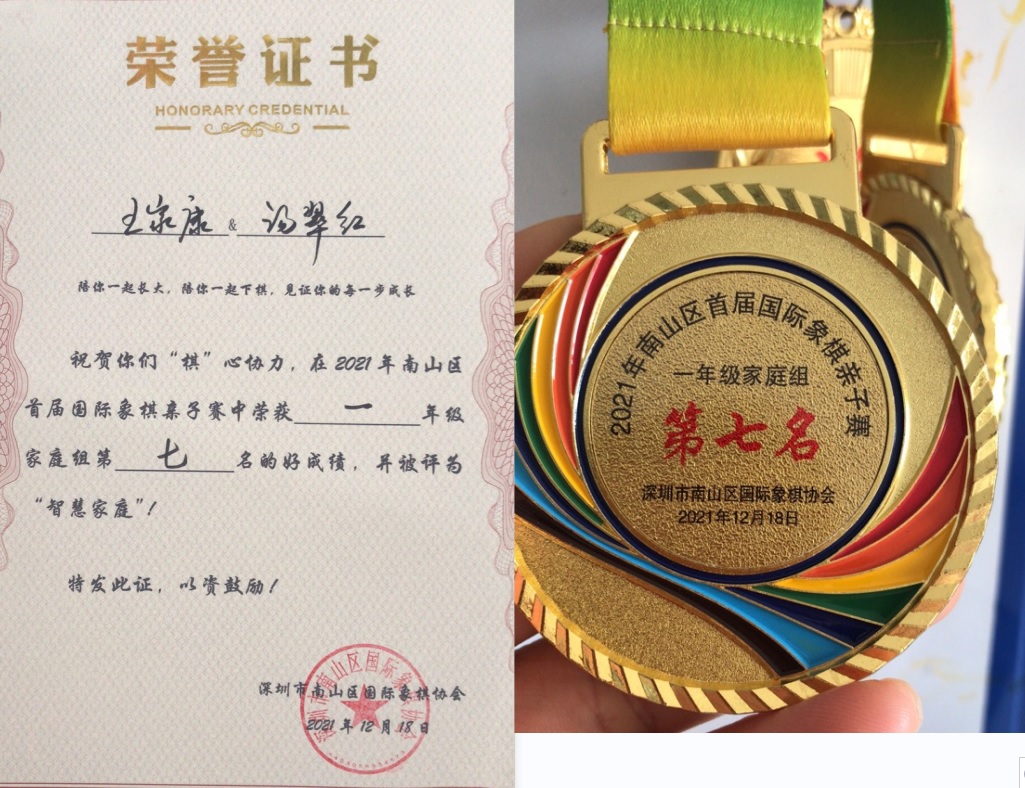 荣誉证书
HONORARY CREDENTIAL
王家康 & 汤翠红
陪你一起长大，陪你一起下棋，见证你的每一步成长
祝贺你们“棋”心协力，在2021年南山区
首届国际象棋亲子赛中荣获一年级
家庭组第七名的好成绩，并被评为
“智慧家庭”！
特发此证，以资鼓励！
深圳市南山区国际象棋协会
2021年12月18日
深圳市南山区国际象棋协会
2021年南山区首届国际象棋亲子赛
一年级家庭组
第七名
深圳市南山区国际象棋协会
2021年12月18日